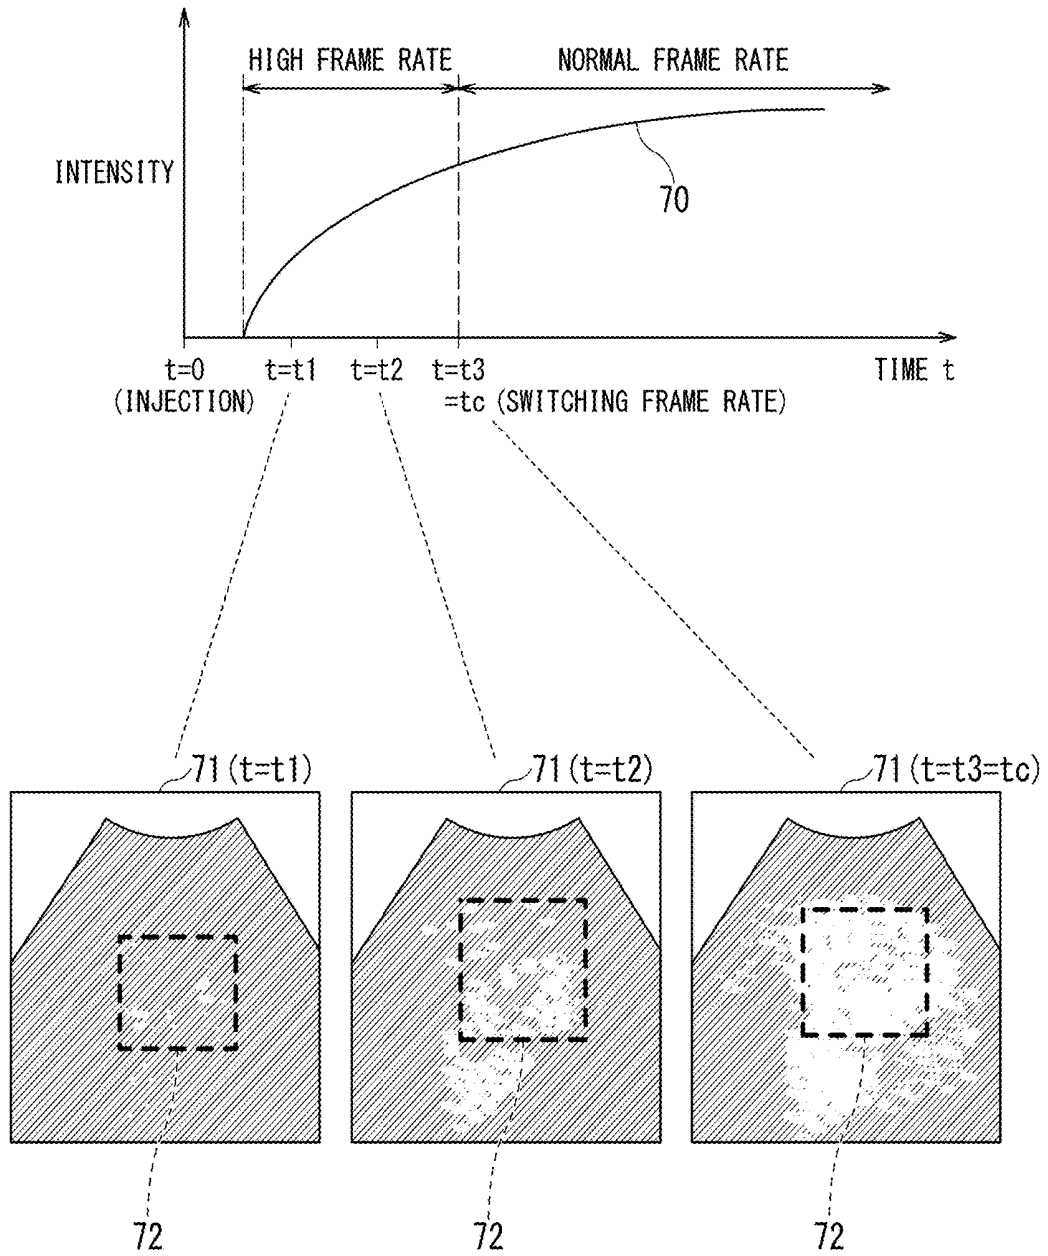 HIGH FRAME RATE NORMAL FRAME RATE
INTENSITY
70
t=0 t=t1 t=t2 t=t3 TIME t
(INJECTION) =tc (SWITCHING FRAME RATE)
71(t=t1) 71(t=t2) 71(t=t3=tc)
72 72 72